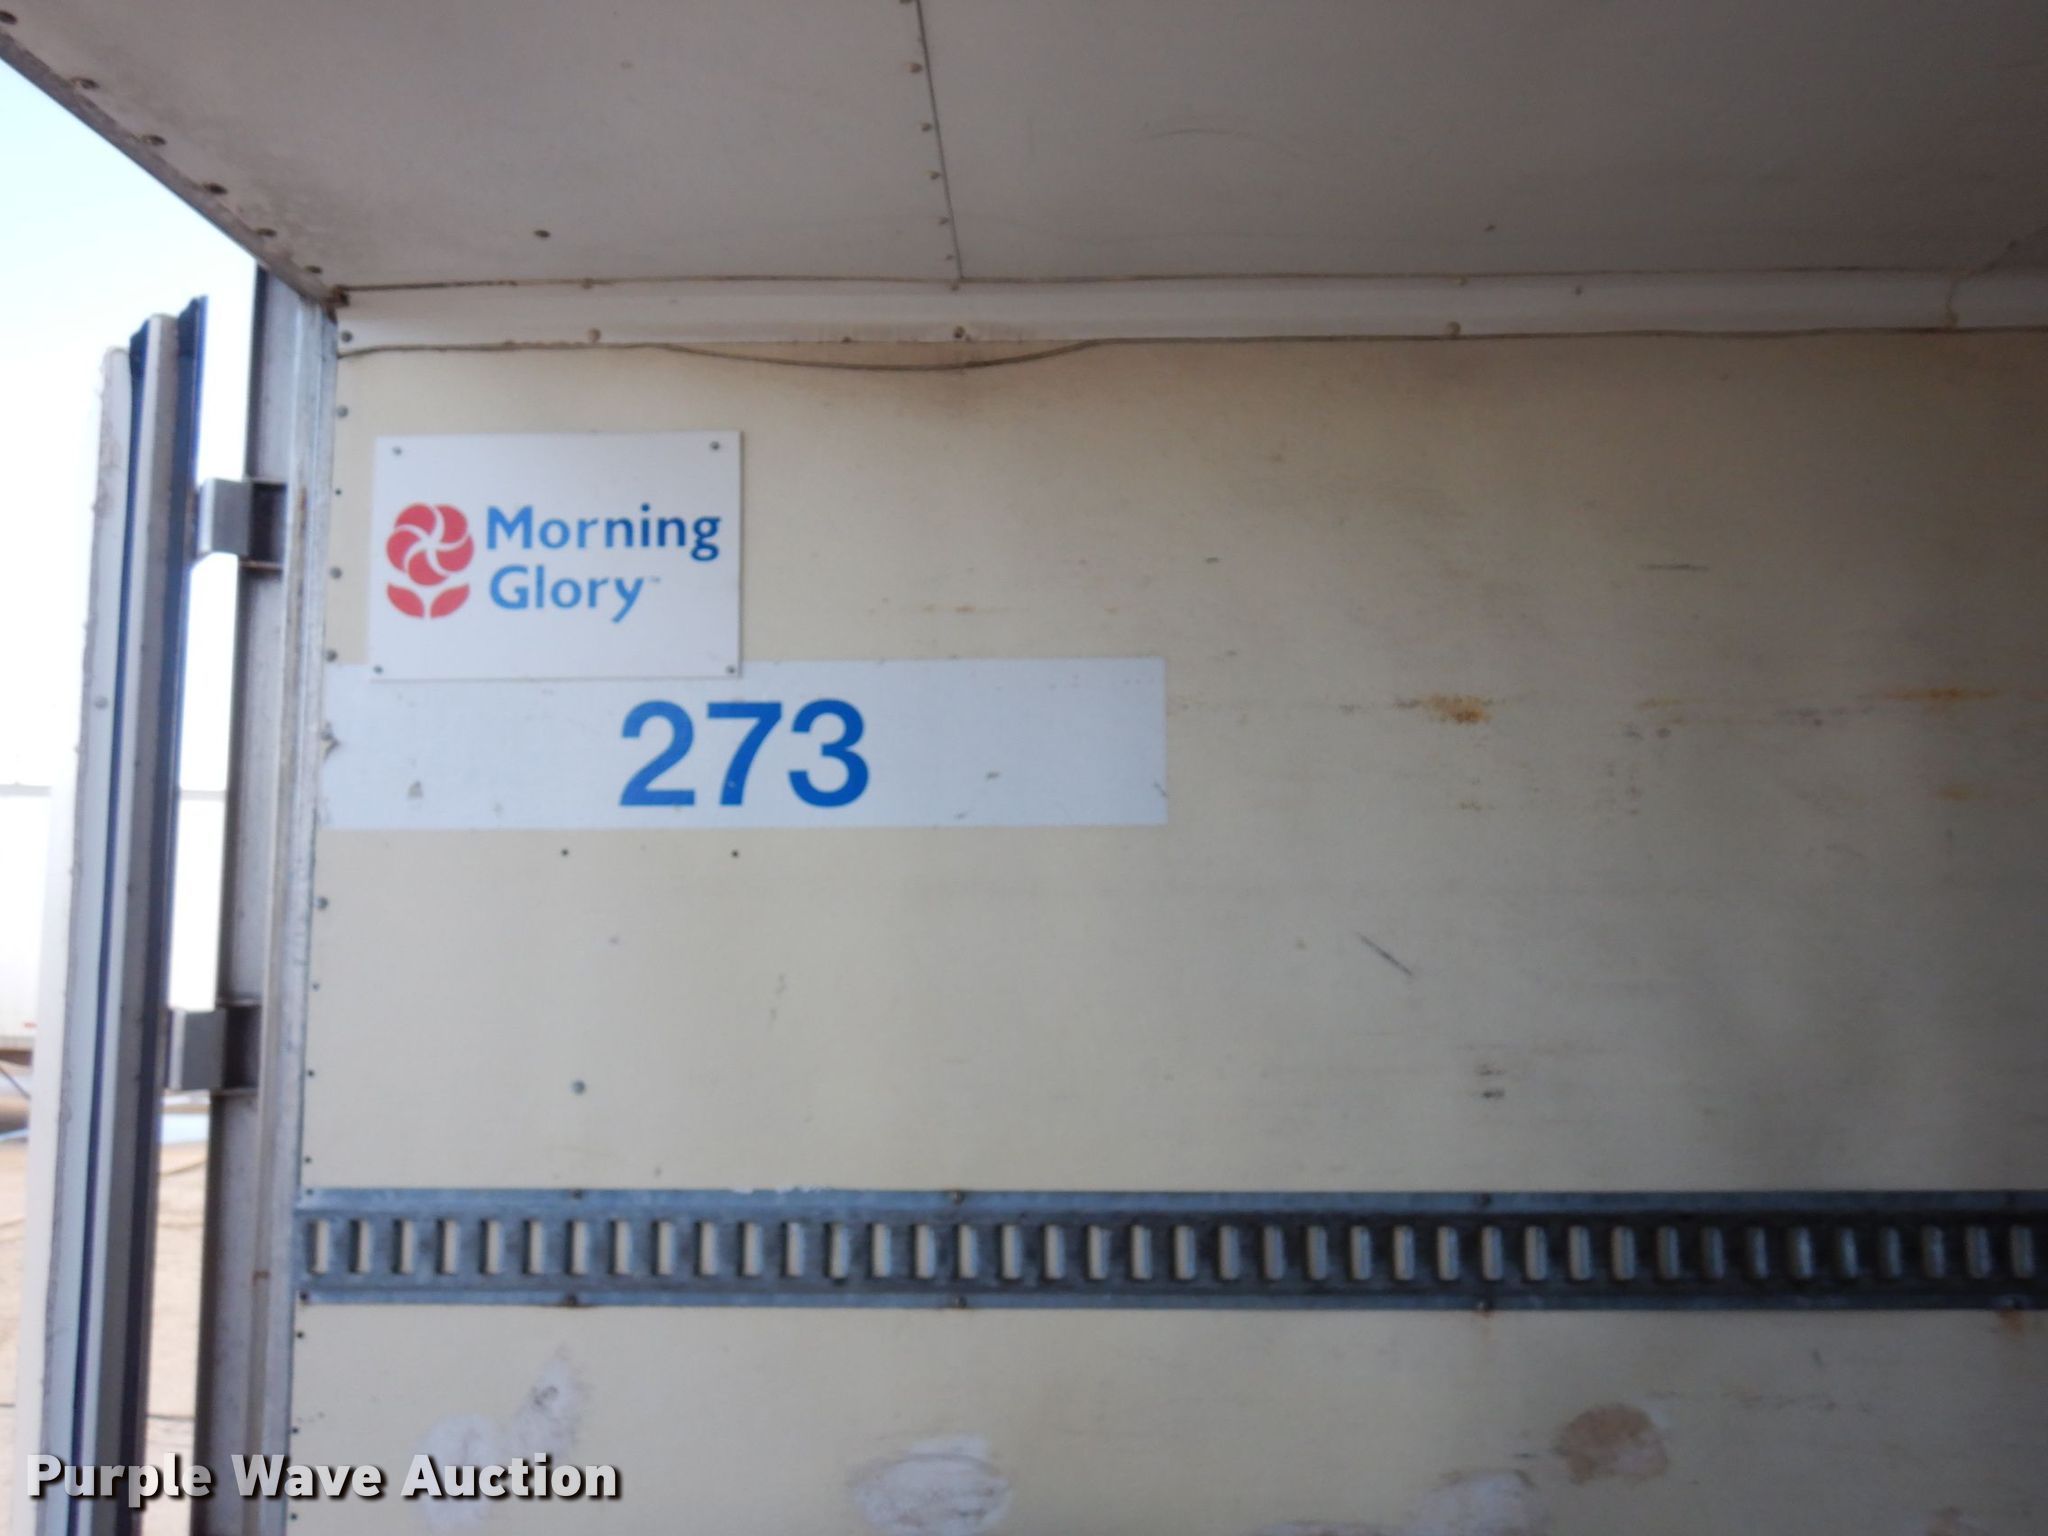 Morning
Glory™
273
Purple Wave Auction